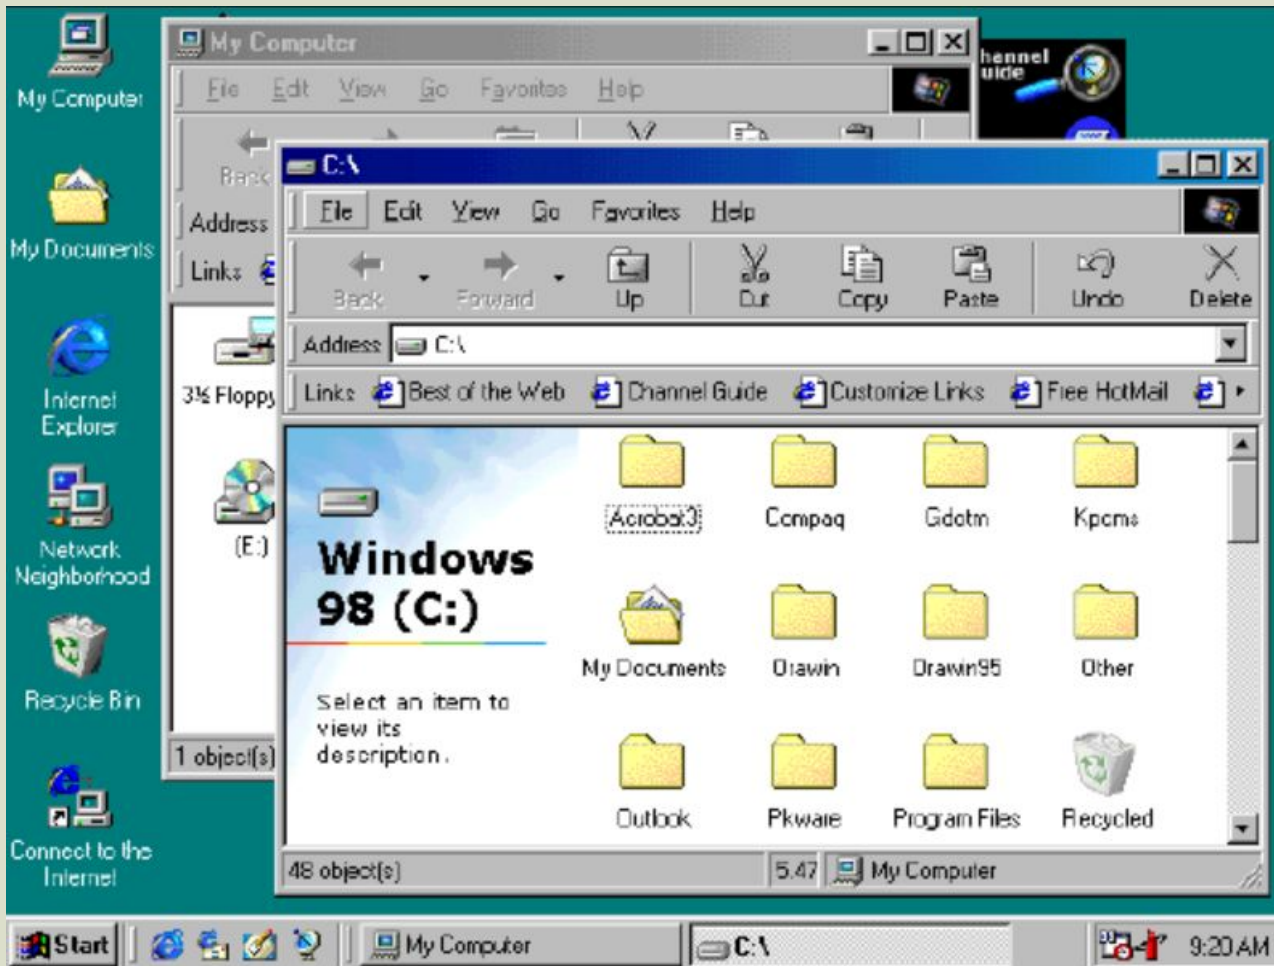 My Computer
My Documents
Internet
Explorer
Network
Neighborhood
Recycle Bin
Connect to the
Internet
My Computer
File Edit View Go Favorites Help
Back
Address
Links
3½ Floppy
(E:)
1 object(s)
hannel
uide
C:\
File Edit View Go Favorites Help
Back Forward Up Cut Copy Paste Undo Delete
Address C:\
Links Best of the Web Channel Guide Customize Links Free HotMail
Windows
98 (C:)
Select an item to
view its
description.
Acrobat3 Compaq Gdotm Kpcms
My Documents Orawin Orawin95 Other
Outlook Pkware Program Files Recycled
48 object(s) 5.47 My Computer
Start My Computer C:\ 9:20 AM